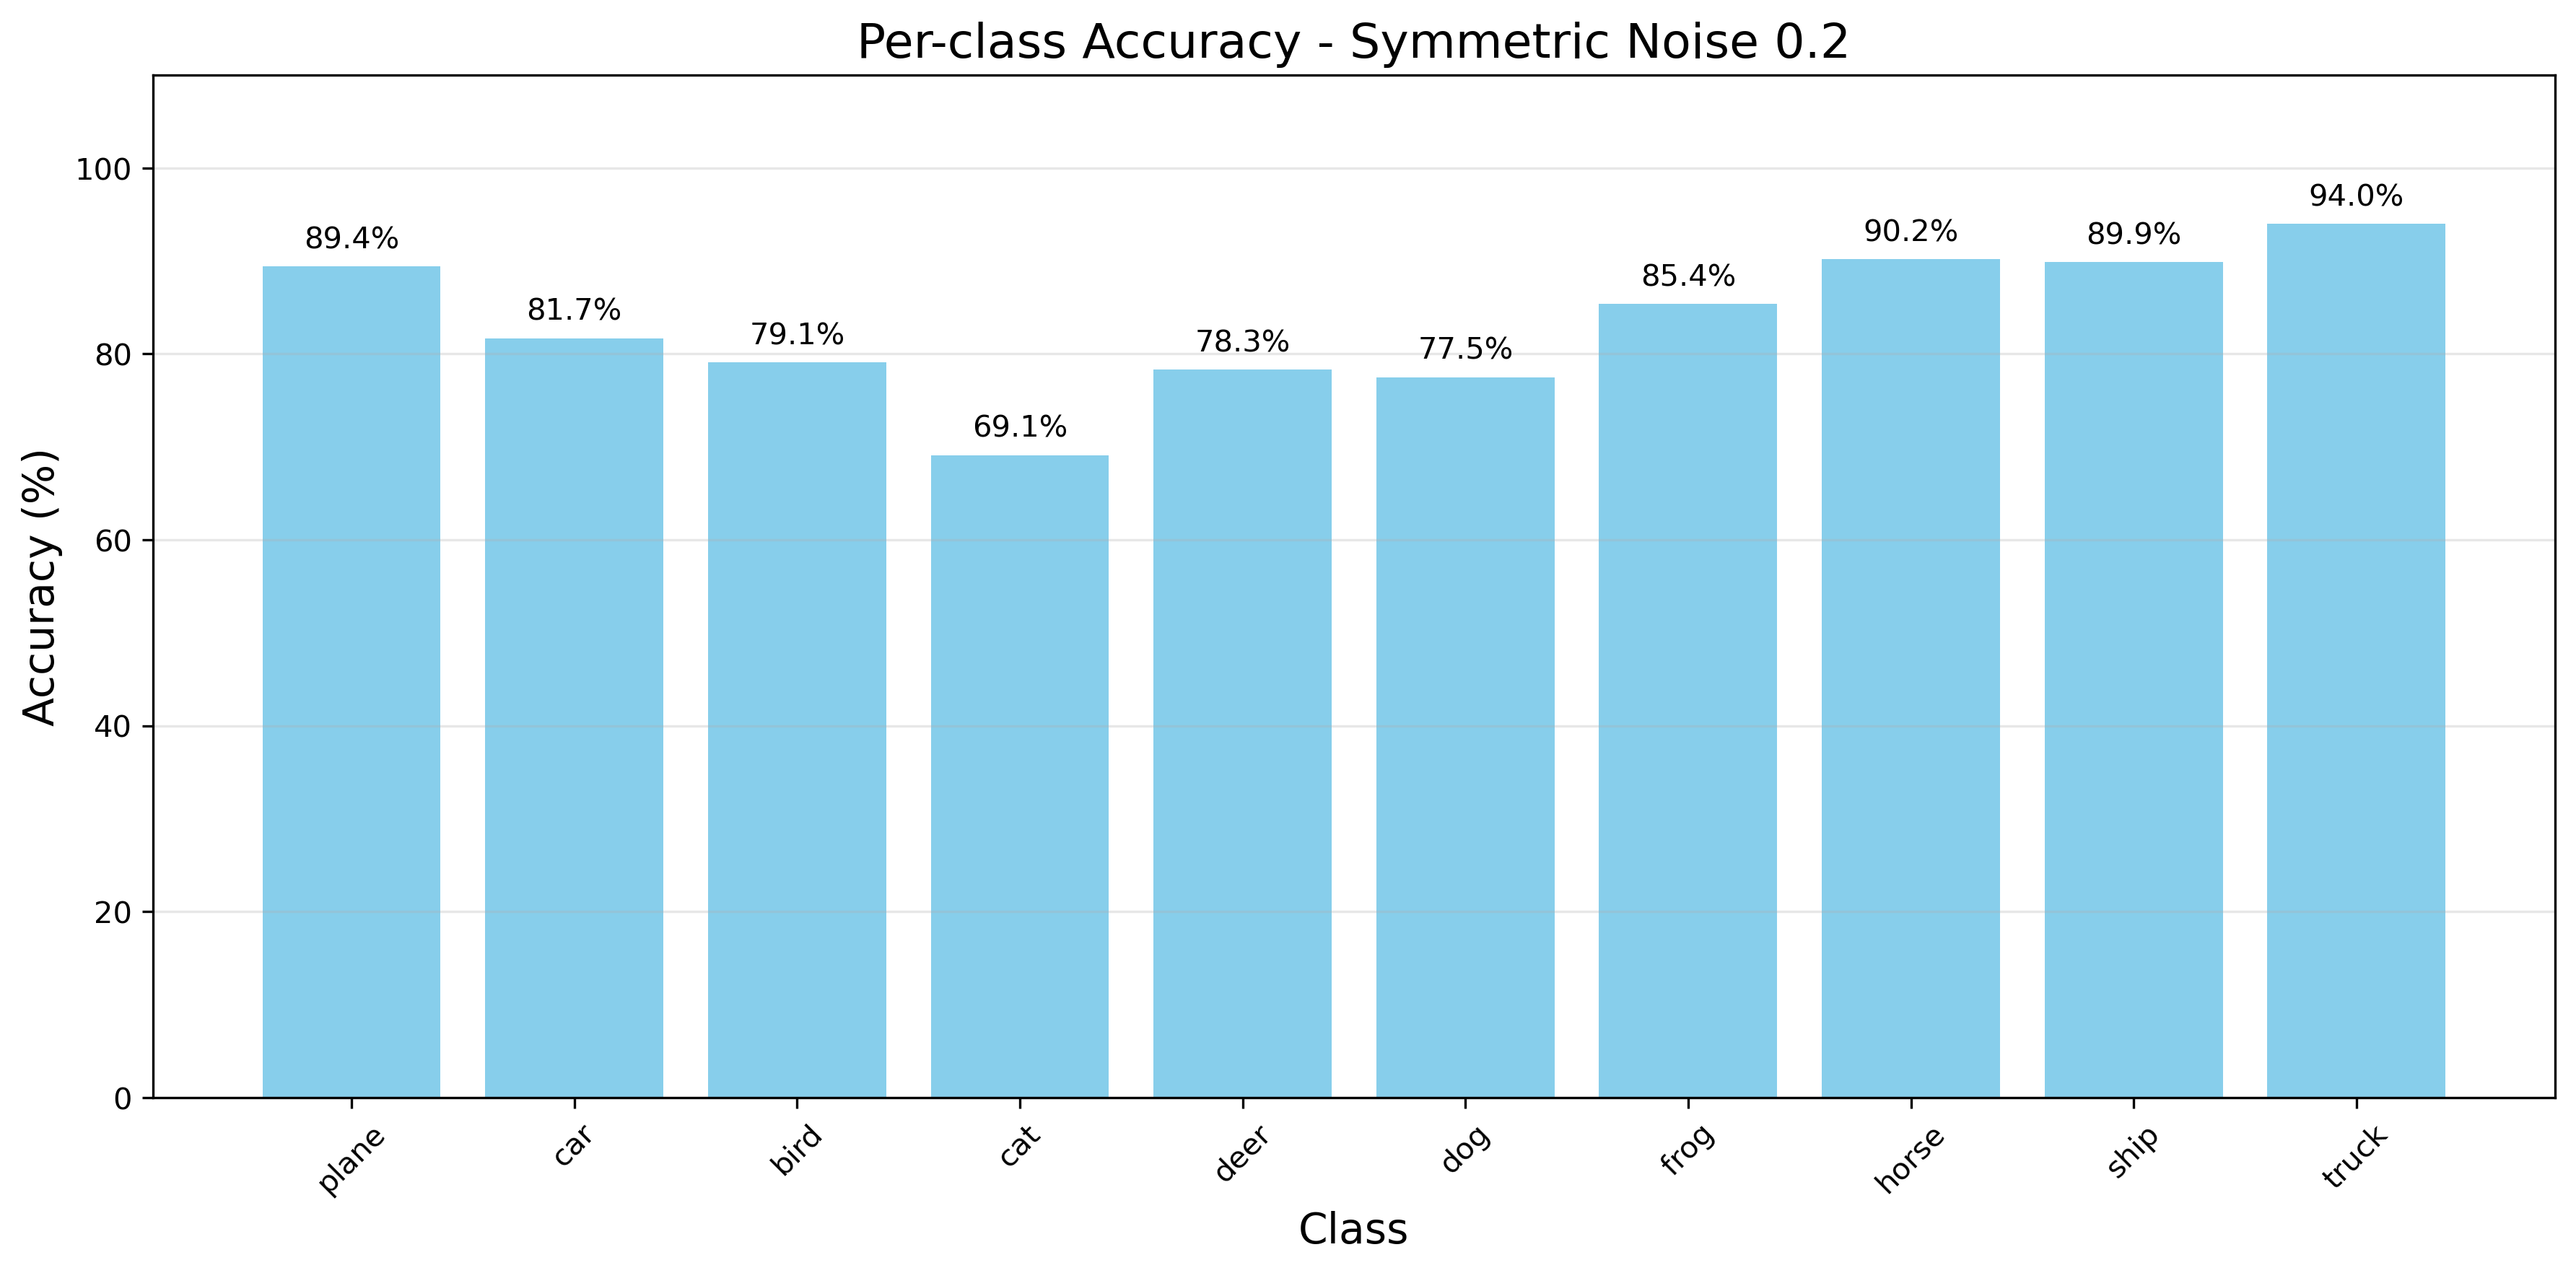 Per-class Accuracy - Symmetric Noise 0.2
Accuracy (%)
100
80
60
40
20
0
89.4%
81.7%
79.1%
69.1%
78.3%
77.5%
85.4%
90.2%
89.9%
94.0%
plane
car
bird
cat
deer
dog
frog
horse
ship
truck
Class